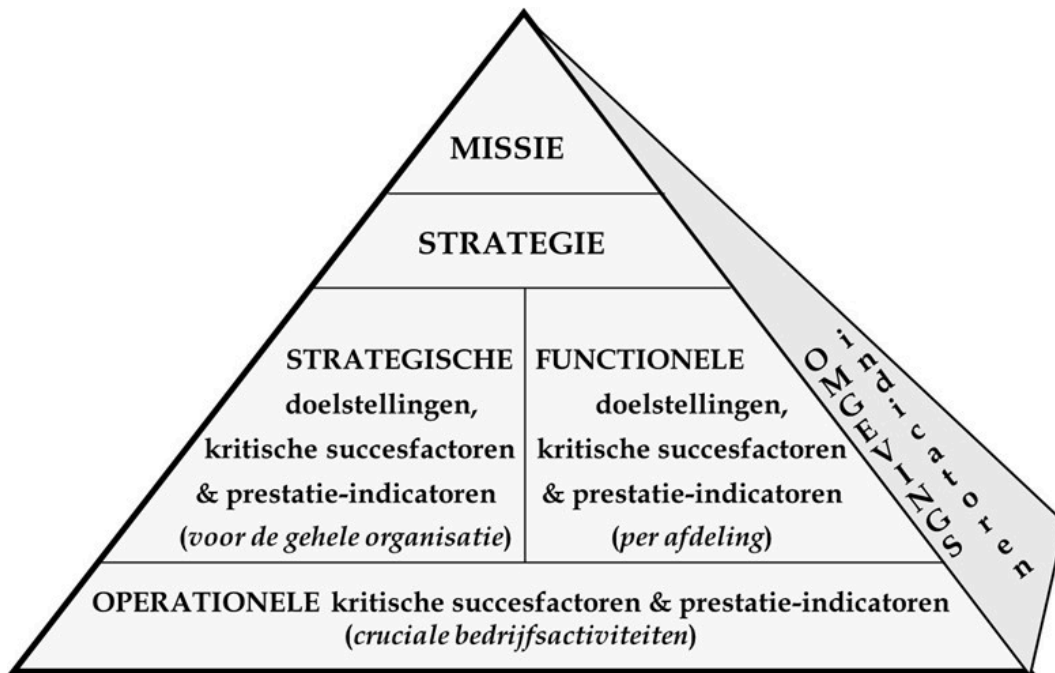 MISSIE
STRATEGIE
STRATEGISCHE
doelstellingen,
kritische succesfactoren
& prestatie-indicatoren
(voor de gehele organisatie)
FUNCTIONELE
doelstellingen,
kritische succesfactoren
& prestatie-indicatoren
(per afdeling)
OPERATIONELE kritische succesfactoren & prestatie-indicatoren
(cruciale bedrijfsactiviteiten)
OMGEVINGS
indicatoren